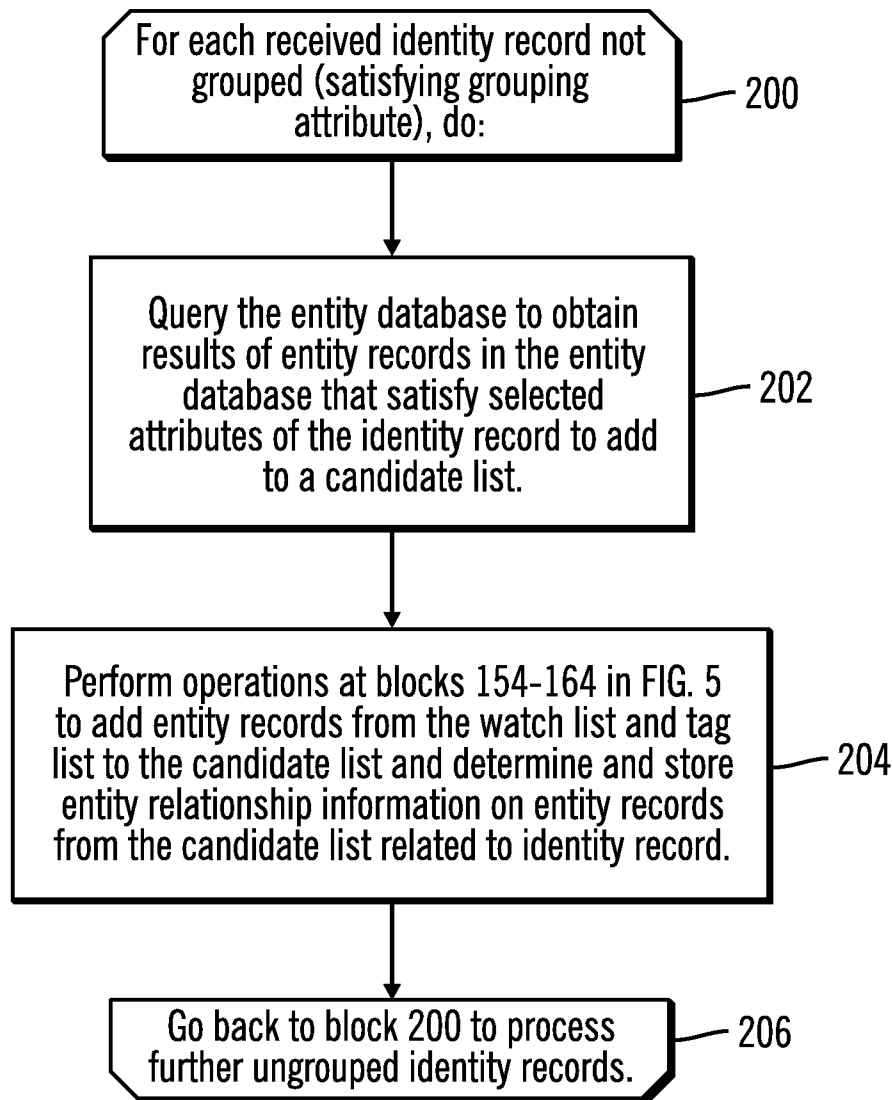 For each received identity record not
grouped (satisfying grouping
attribute), do:
200
Query the entity database to obtain
results of entity records in the entity
database that satisfy selected
attributes of the identity record to add
to a candidate list.
202
Perform operations at blocks 154-164 in FIG. 5
to add entity records from the watch list and tag
list to the candidate list and determine and store
entity relationship information on entity records
from the candidate list related to identity record.
204
Go back to block 200 to process
further ungrouped identity records.
206